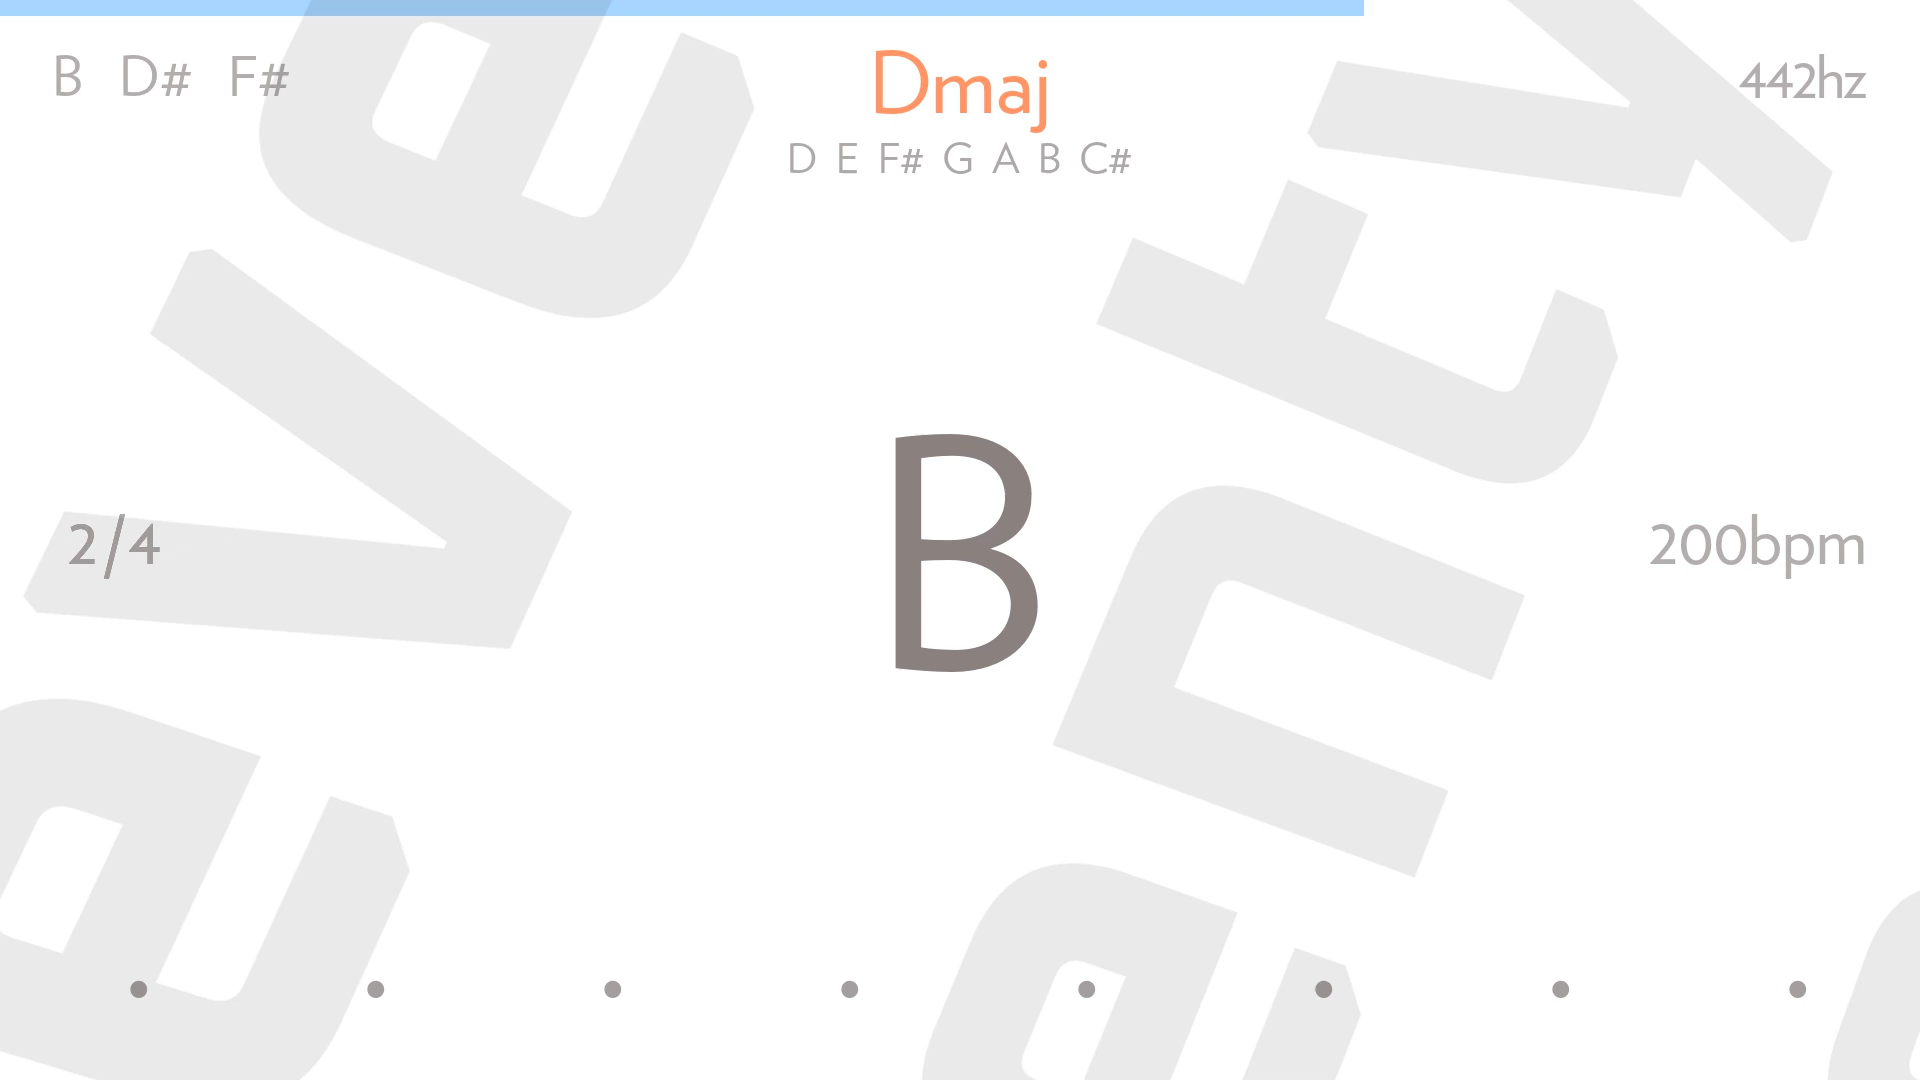 B D# F#
Dmaj
442hz
D E F# G A B C#
2/4
B
200bpm